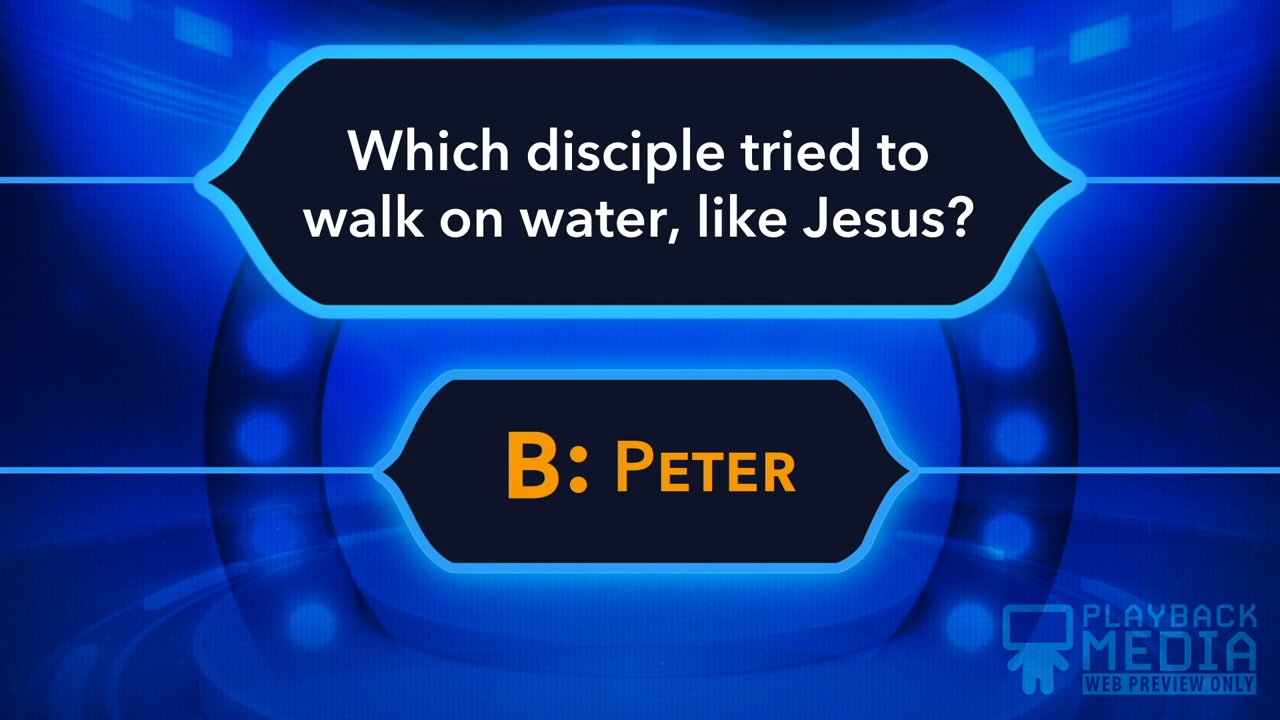 Which disciple tried to
walk on water, like Jesus?
B: PETER
PLAYBACK
MEDIA
WEB PREVIEW ONLY